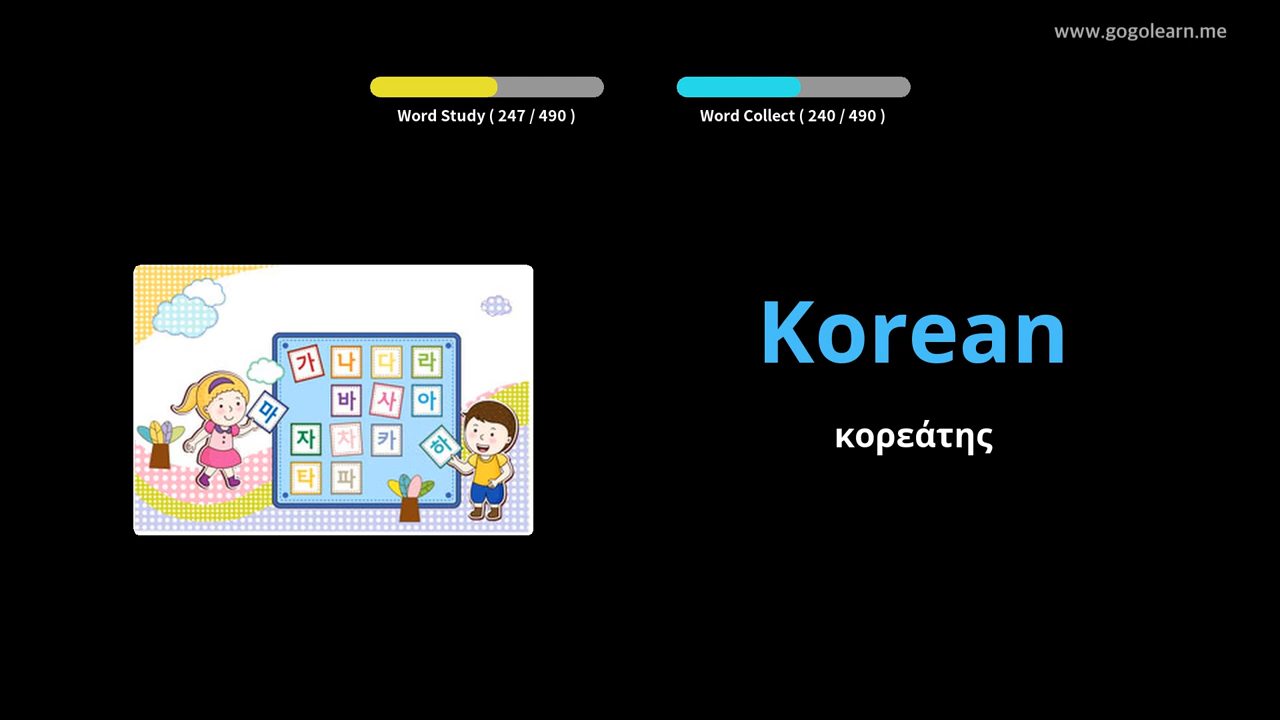 www.gogolearn.me
Word Study ( 247 / 490 )
Word Collect ( 240 / 490 )
가 나 다 라
마 바 사 아
자 차 카 하
타 파
Korean
κορεάτης